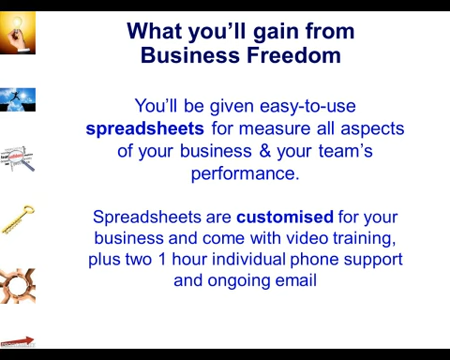 What you’ll gain from
Business Freedom
You’ll be given easy-to-use
spreadsheets for measure all aspects
of your business & your team’s
performance.
Spreadsheets are customised for your
business and come with video training,
plus two 1 hour individual phone support
and ongoing email